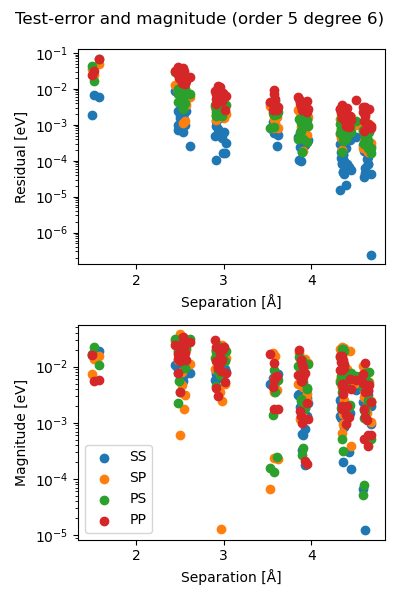 Test-error and magnitude (order 5 degree 6)
10⁻¹
10⁻²
10⁻³
10⁻⁴
10⁻⁵
10⁻⁶
Residual [eV]
2 3 4
Separation [Å]
10⁻²
10⁻³
10⁻⁴
10⁻⁵
Magnitude [eV]
SS
SP
PS
PP
2 3 4
Separation [Å]